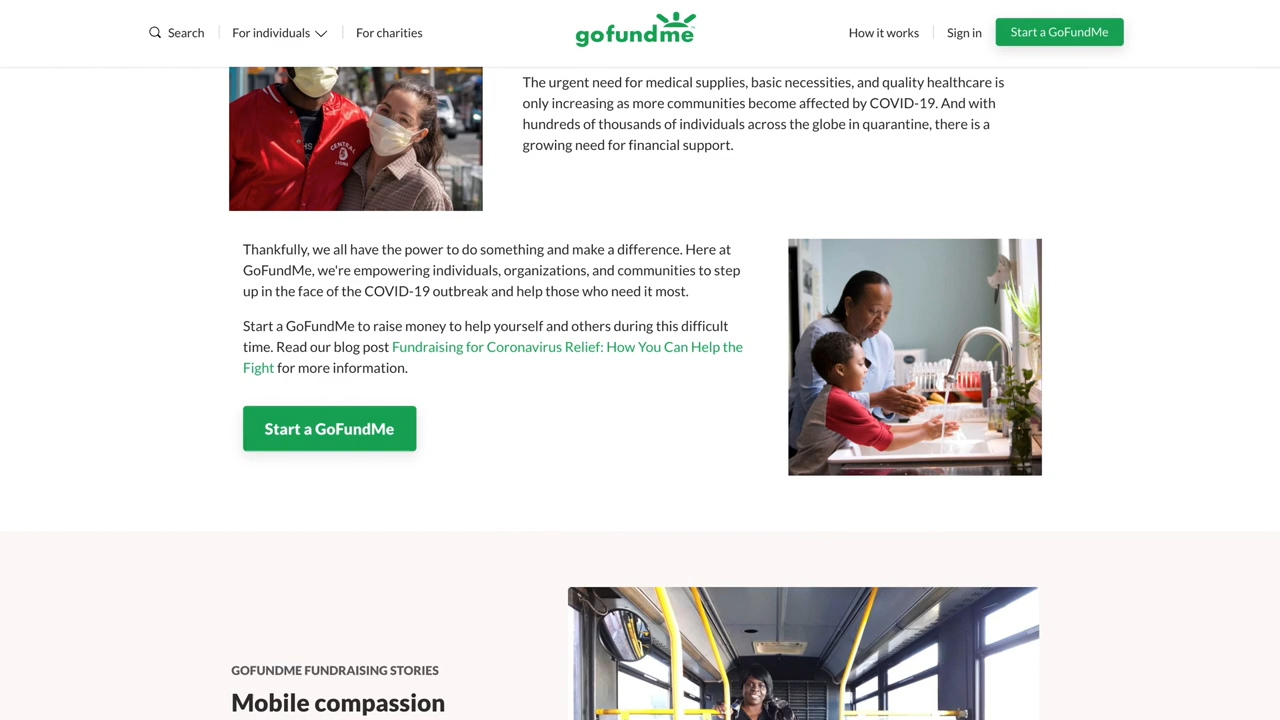 Search
For individuals
For charities
gofundme
How it works
Sign in
Start a GoFundMe
The urgent need for medical supplies, basic necessities, and quality healthcare is
only increasing as more communities become affected by COVID-19. And with
hundreds of thousands of individuals across the globe in quarantine, there is a
growing need for financial support.
CENTRAL
LIONS
Thankfully, we all have the power to do something and make a difference. Here at
GoFundMe, we're empowering individuals, organizations, and communities to step
up in the face of the COVID-19 outbreak and help those who need it most.
Start a GoFundMe to raise money to help yourself and others during this difficult
time. Read our blog post Fundraising for Coronavirus Relief: How You Can Help the
Fight for more information.
Start a GoFundMe
GOFUNDME FUNDRAISING STORIES
Mobile compassion